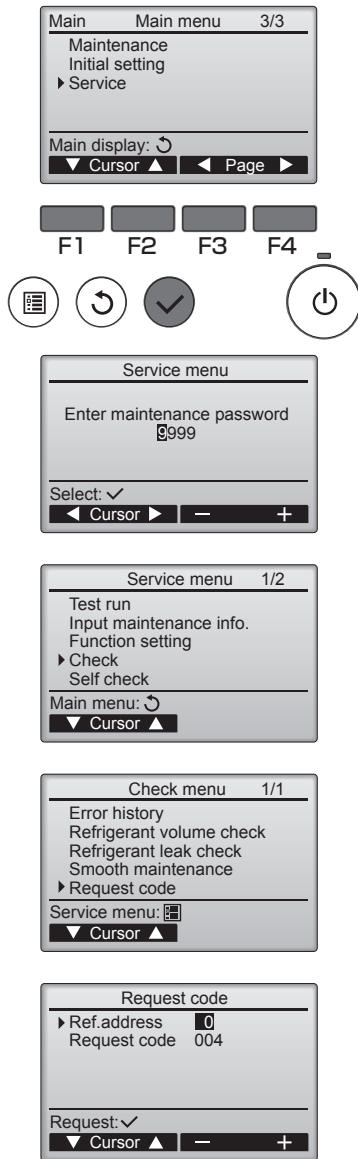 Main Main menu 3/3
Maintenance
Initial setting
Service
Main display:
Cursor Page
F1 F2 F3 F4
Service menu
Enter maintenance password
9999
Select:
Cursor − +
Service menu 1/2
Test run
Input maintenance info.
Function setting
Check
Self check
Main menu:
Cursor
Check menu 1/1
Error history
Refrigerant volume check
Refrigerant leak check
Smooth maintenance
Request code
Service menu:
Cursor
Request code
Ref.address 0
Request code 004
Request:
Cursor − +